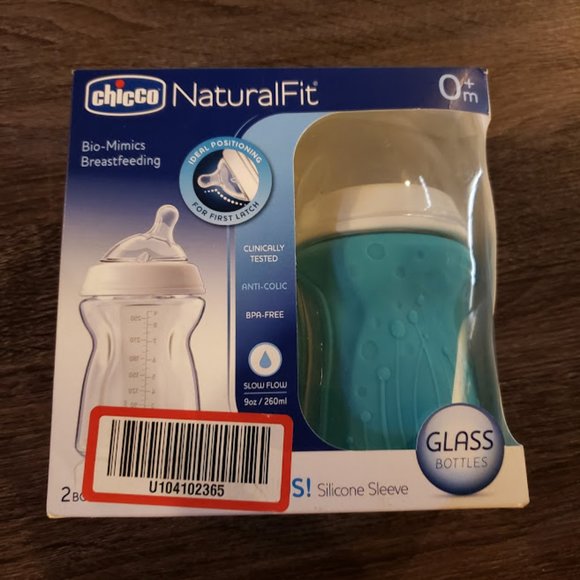 chicco NaturalFit®
0+
m
Bio-Mimics
Breastfeeding
IDEAL POSITIONING
FOR FIRST LATCH
CLINICALLY
TESTED
ANTI-COLIC
BPA-FREE
SLOW FLOW
9oz / 260ml
GLASS
BOTTLES
U104102365
2 BO
S! Silicone Sleeve